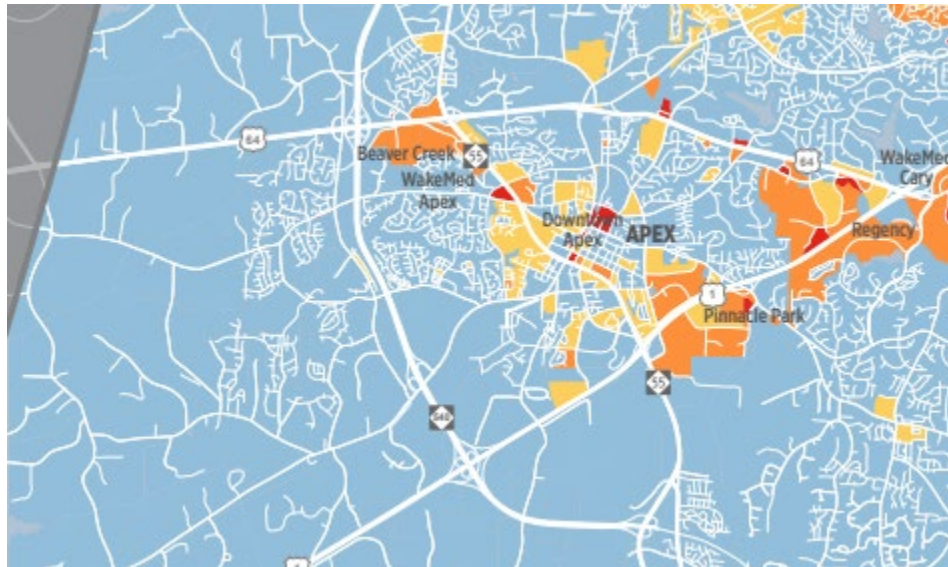 64
Beaver Creek
55
WakeMed
Apex
64
WakeMed
Cary
Downtown
Apex
APEX
Regency
1
Pinnacle Park
55
540